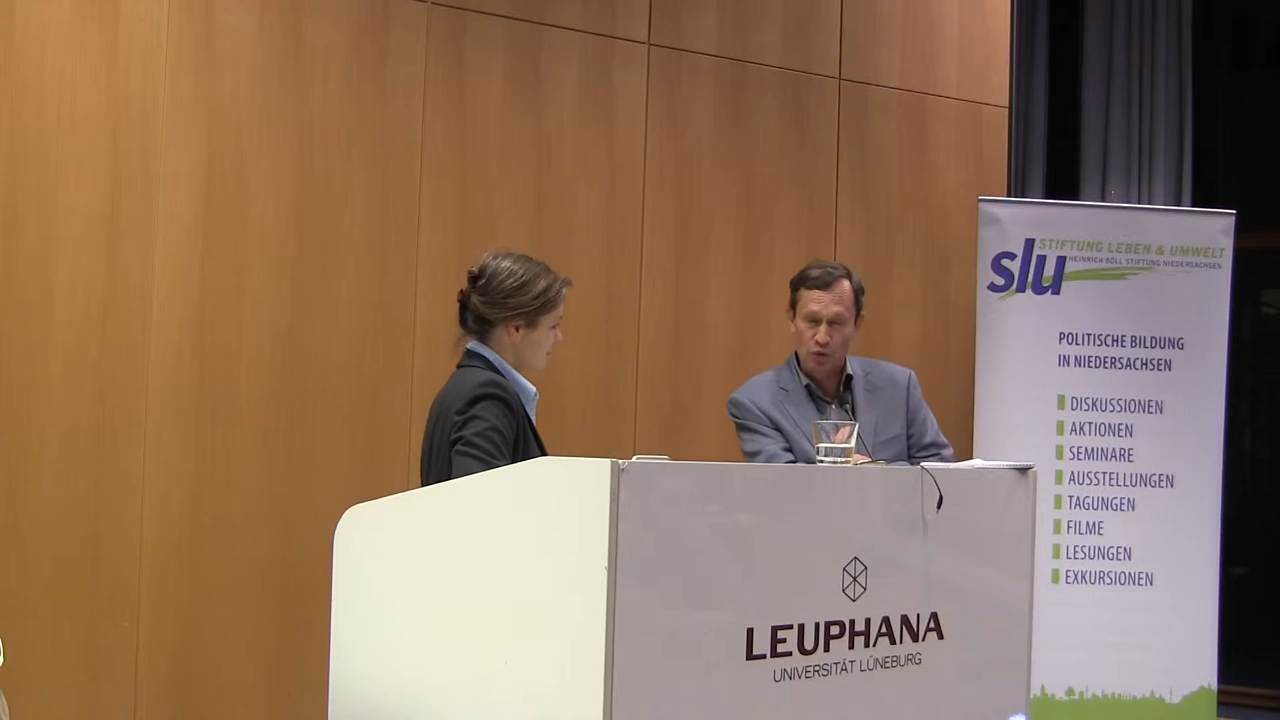 slu
STIFTUNG LEBEN & UMWELT
HEINRICH BÖLL STIFTUNG NIEDERSACHSEN
POLITISCHE BILDUNG
IN NIEDERSACHSEN
DISKUSSIONEN
AKTIONEN
SEMINARE
AUSSTELLUNGEN
TAGUNGEN
FILME
LESUNGEN
EXKURSIONEN
LEUPHANA
UNIVERSITÄT LÜNEBURG